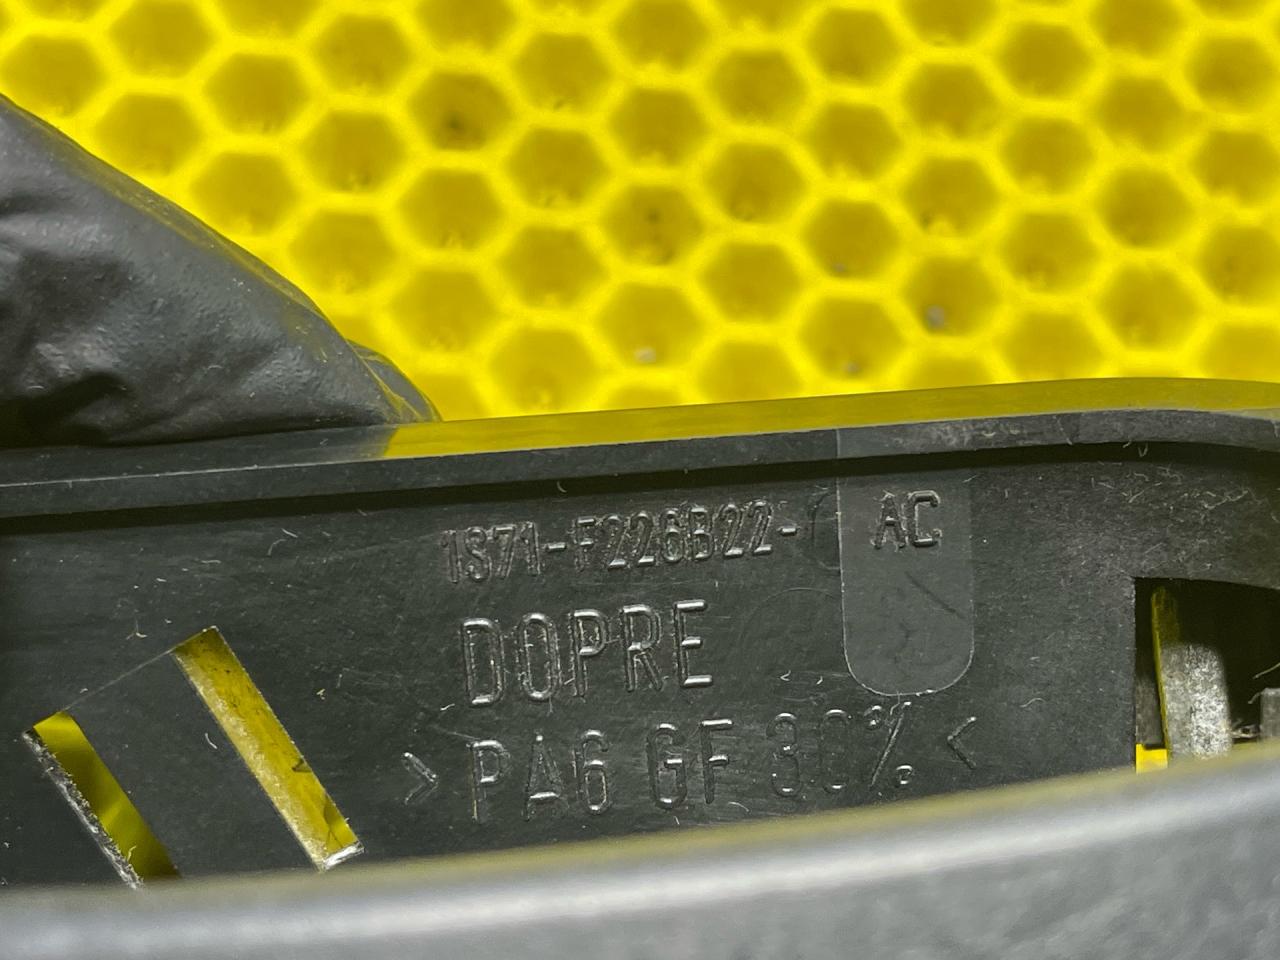 1S71-F226B22- AC
DOPRE
> PA6 GF 30% <